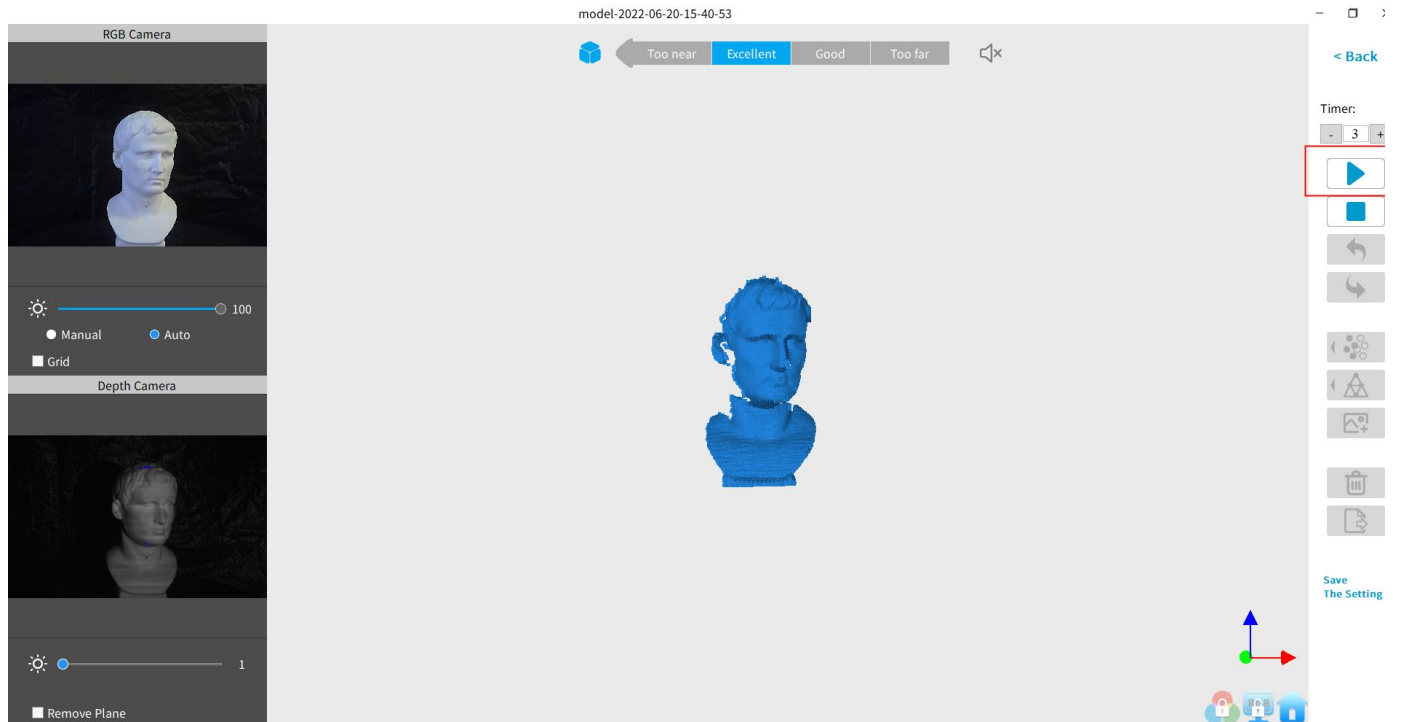 model-2022-06-20-15-40-53
RGB Camera
100
Manual
Auto
Grid
Depth Camera
1
Remove Plane
Too near
Excellent
Good
Too far
< Back
Timer:
- 3 +
Save
The Setting
RGB